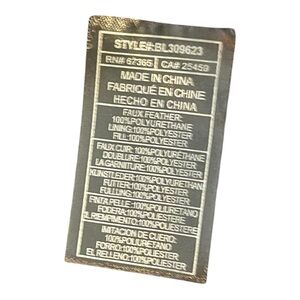 STYLE#:BL309623
RN# 67365 CA# 25459
MADE IN CHINA
FABRIQUÉ EN CHINE
HECHO EN CHINA
FAUX FEATHER:
100%POLYURETHANE
LINING:100%POLYESTER
FILL:100%POLYESTER
FAUX CUIR:100%POLYURÉTHANE
DOUBLURE:100%POLYESTER
LA GARNITURE:100%POLYESTER
KUNSTLEDER:100%POLYURETHAN
FUTTER:100%POLYESTER
FÜLLUNG:100%POLYESTER
FINTA PELLE:100%POLIURETANO
FODERA:100%POLIESTERE
IL RIEMPIMENTO:100%POLIESTERE
IMITACIÓN DE CUERO:
100%POLIURETANO
FORRO:100%POLIESTER
EL RELLENO:100%POLIESTER